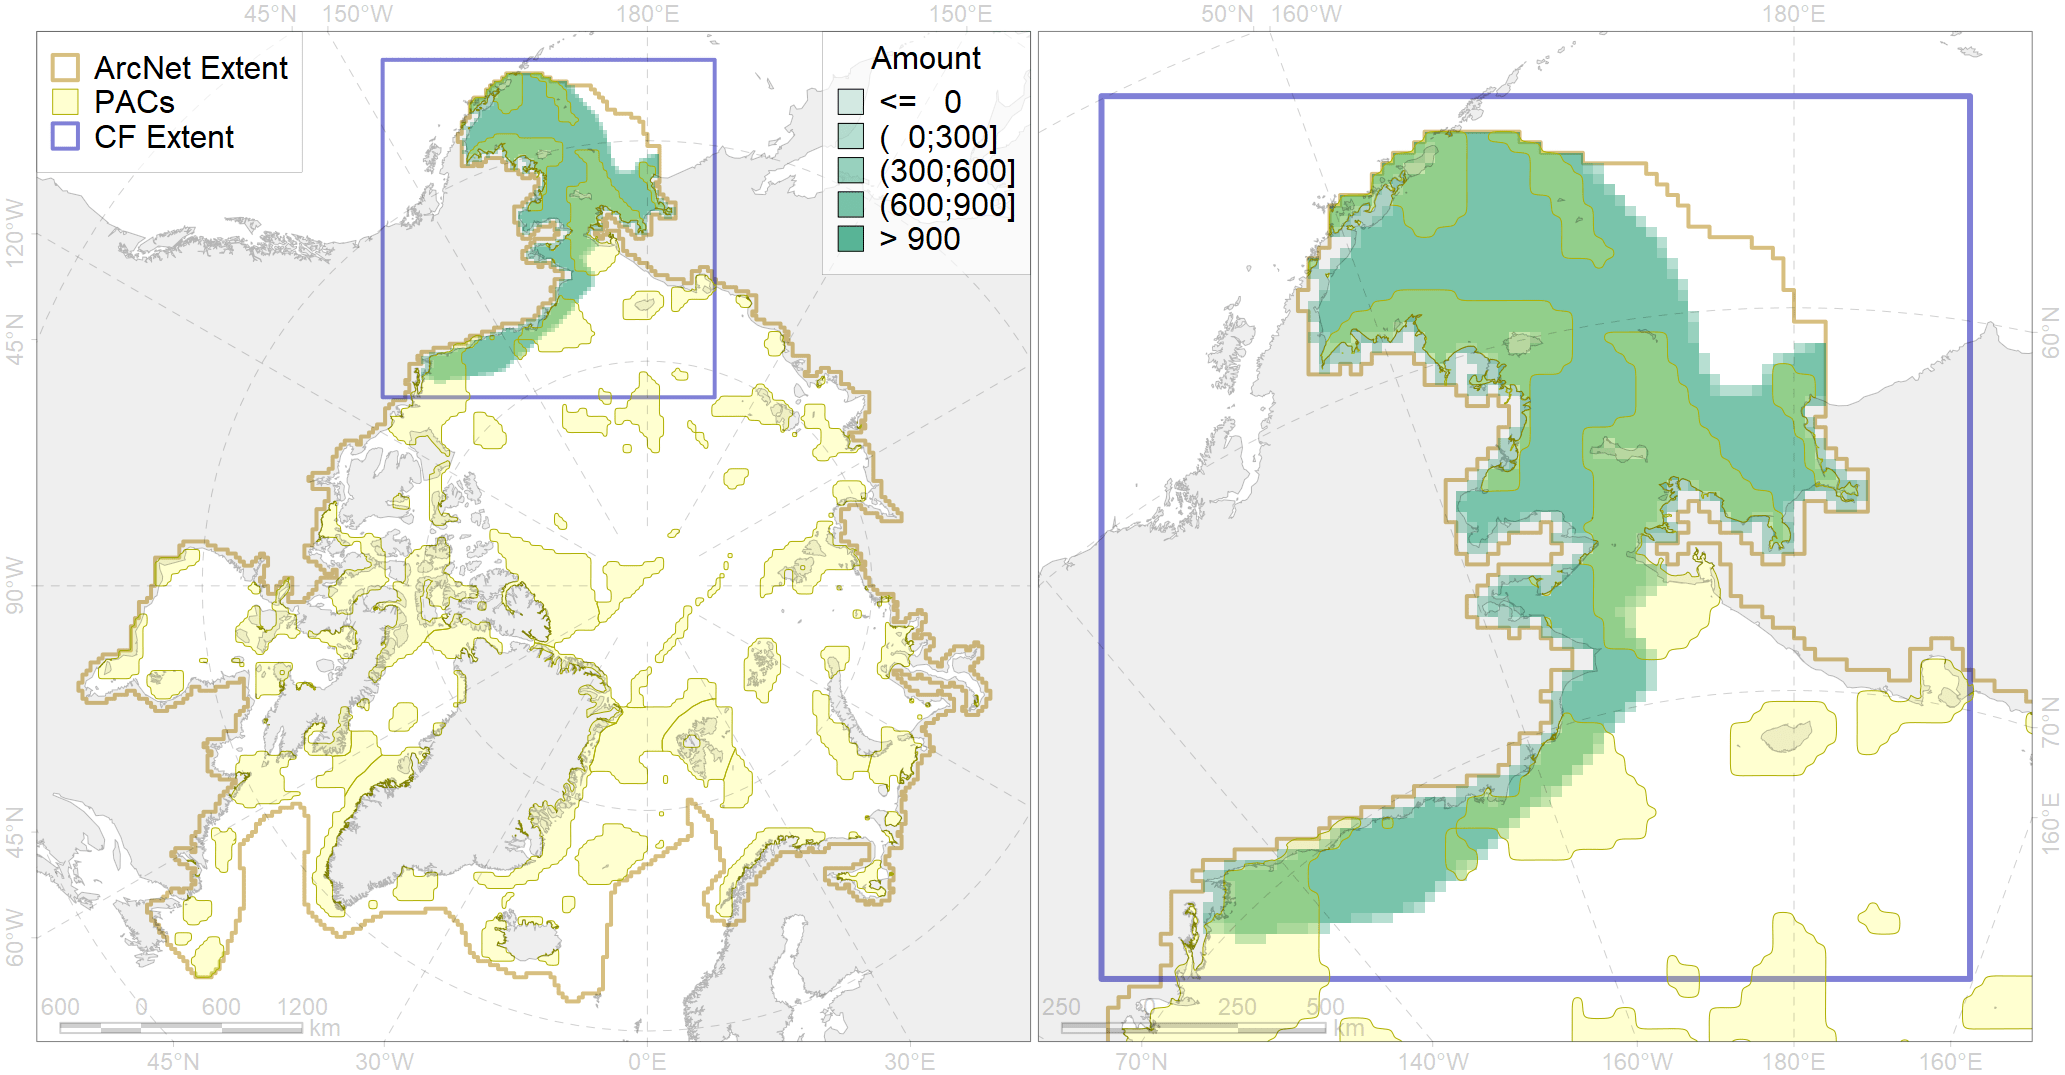 45°N 150°W 180°E 150°E
50°N 160°W 180°E
ArcNet Extent
PACs
CF Extent
Amount
<= 0
( 0;300]
(300;600]
(600;900]
> 900
120°W
45°N
90°W
45°N
60°W
60°N
70°N
160°E
600 0 600 1200
km
250 250 500
km
45°N 30°W 0°E 30°E
70°N 140°W 160°W 180°E 160°E